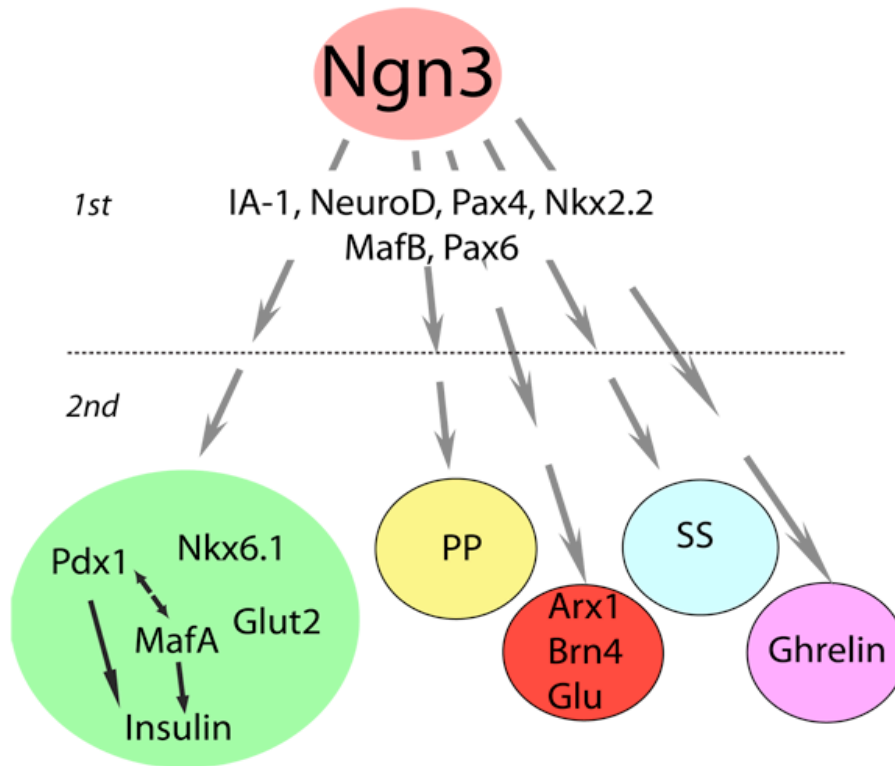 Ngn3
1st
IA-1, NeuroD, Pax4, Nkx2.2
MafB, Pax6
2nd
Pdx1
Nkx6.1
MafA
Glut2
Insulin
PP
Arx1
Brn4
Glu
SS
Ghrelin